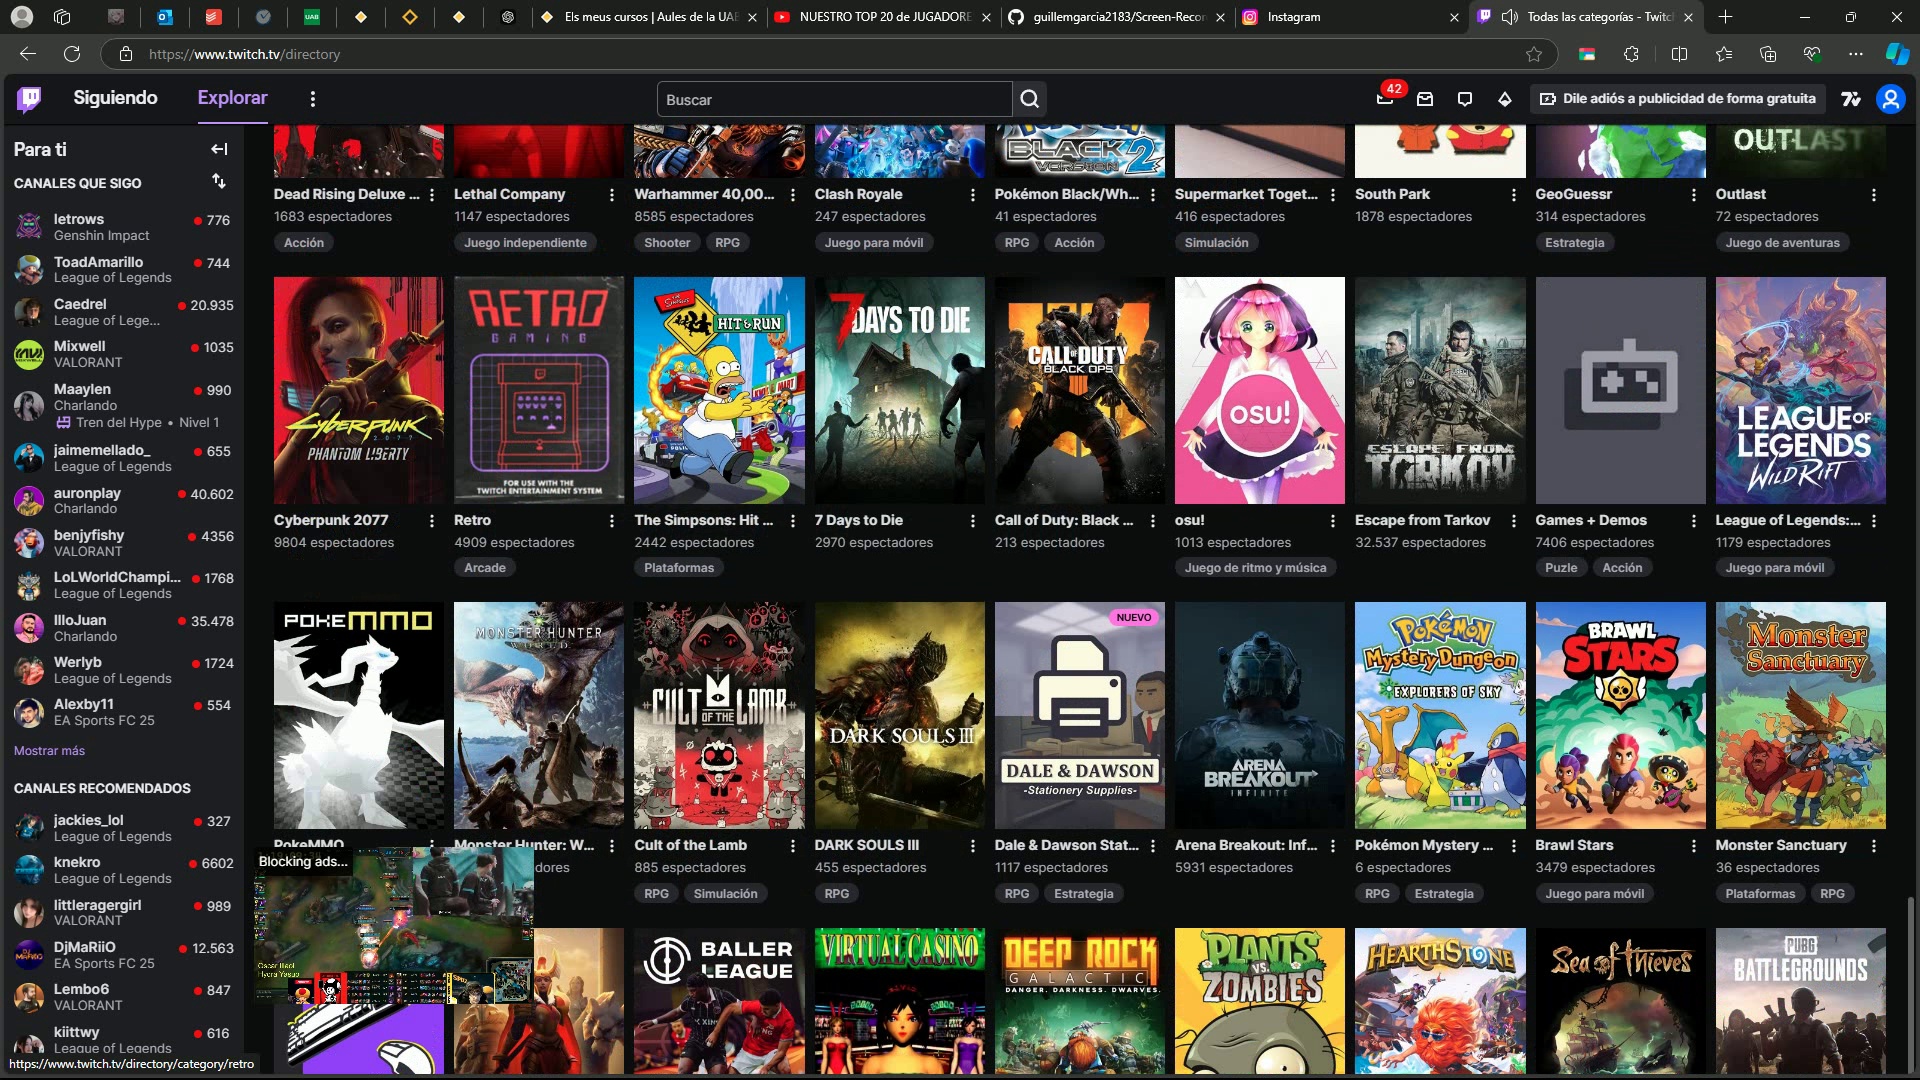 UAB
Els meus cursos | Aules de la UAB
NUESTRO TOP 20 de JUGADORE
guillemgarcia2183/Screen-Recor
Instagram
Todas las categorías - Twitch
https://www.twitch.tv/directory
Siguiendo
Explorar
Buscar
42
Dile adiós a publicidad de forma gratuita
Para ti
CANALES QUE SIGO
letrows
776
Genshin Impact
ToadAmarillo
744
League of Legends
Caedrel
20.935
League of Lege...
Mixwell
1035
VALORANT
Maaylen
990
Charlando
Tren del Hype • Nivel 1
jaimemellado_
655
League of Legends
auronplay
40.602
Charlando
benjyfishy
4356
VALORANT
LoLWorldChampi...
1768
League of Legends
IlloJuan
35.478
Charlando
Werlyb
1724
League of Legends
Alexby11
554
EA Sports FC 25
Mostrar más
CANALES RECOMENDADOS
jackies_lol
327
League of Legends
knekro
6602
League of Legends
littleragergirl
989
VALORANT
DjMaRiiO
12.563
EA Sports FC 25
Lembo6
847
VALORANT
kiittwy
616
League of Legends
https://www.twitch.tv/directory/category/retro
BLACK 2
VERSION
OUTLAST
Dead Rising Deluxe ...
1683 espectadores
Acción
Lethal Company
1147 espectadores
Juego independiente
Warhammer 40,00...
8585 espectadores
Shooter
RPG
Clash Royale
247 espectadores
Juego para móvil
Pokémon Black/Wh...
41 espectadores
RPG
Acción
Supermarket Toget...
416 espectadores
Simulación
South Park
1878 espectadores
GeoGuessr
314 espectadores
Estrategia
Outlast
72 espectadores
Juego de aventuras
Cyberpunk
2077
PHANTOM LIBERTY
RETRO
GAMING
FOR USE WITH THE
TWITCH ENTERTAINMENT SYSTEM
The Simpsons
HIT & RUN
7 DAYS TO DIE
CALL OF DUTY
BLACK OPS
IIII
osu!
ESCAPE FROM
TARKOV
LEAGUE OF
LEGENDS
WILD RIFT
Cyberpunk 2077
9804 espectadores
Retro
4909 espectadores
Arcade
The Simpsons: Hit ...
2442 espectadores
Plataformas
7 Days to Die
2970 espectadores
Call of Duty: Black ...
213 espectadores
osu!
1013 espectadores
Juego de ritmo y música
Escape from Tarkov
32.537 espectadores
Games + Demos
7406 espectadores
Puzle
Acción
League of Legends:...
1179 espectadores
Juego para móvil
POKEMMO
MONSTER HUNTER
WORLD
CULT OF THE LAMB
DARK SOULS III
NUEVO
DALE & DAWSON
-Stationery Supplies-
ARENA
BREAKOUT
INFINITE
POKÉMON
Mystery Dungeon
EXPLORERS OF SKY
BRAWL
STARS
Monster
Sanctuary
PokeMMO
Monster Hunter: W...
dores
Cult of the Lamb
885 espectadores
RPG
Simulación
DARK SOULS III
455 espectadores
RPG
Dale & Dawson Stat...
1117 espectadores
RPG
Estrategia
Arena Breakout: Inf...
5931 espectadores
Pokémon Mystery ...
6 espectadores
RPG
Estrategia
Brawl Stars
3479 espectadores
Juego para móvil
Monster Sanctuary
36 espectadores
Plataformas
RPG
Blocking ads...
BALLER
LEAGUE
VIRTUAL CASINO
DEEP ROCK
GALACTIC
DANGER. DARKNESS. DWARVES.
PLANTS
VS.
ZOMBIES
HEARTHSTONE
Sea of Thieves
PUBG
BATTLEGROUNDS